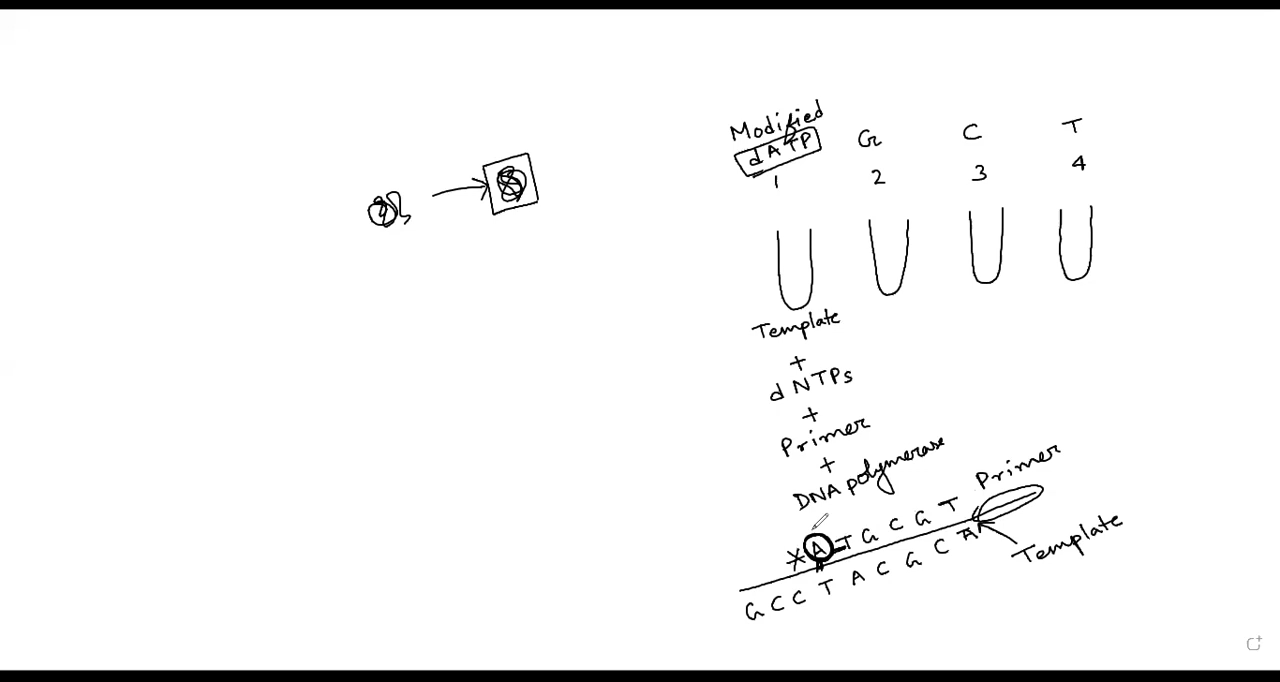 Modified
dATP G C T
1 2 3 4
Template
+
dNTPs
+
Primer
+
DNA polymerase
Primer
X A T G C G T
G C C T A C G C A
Template